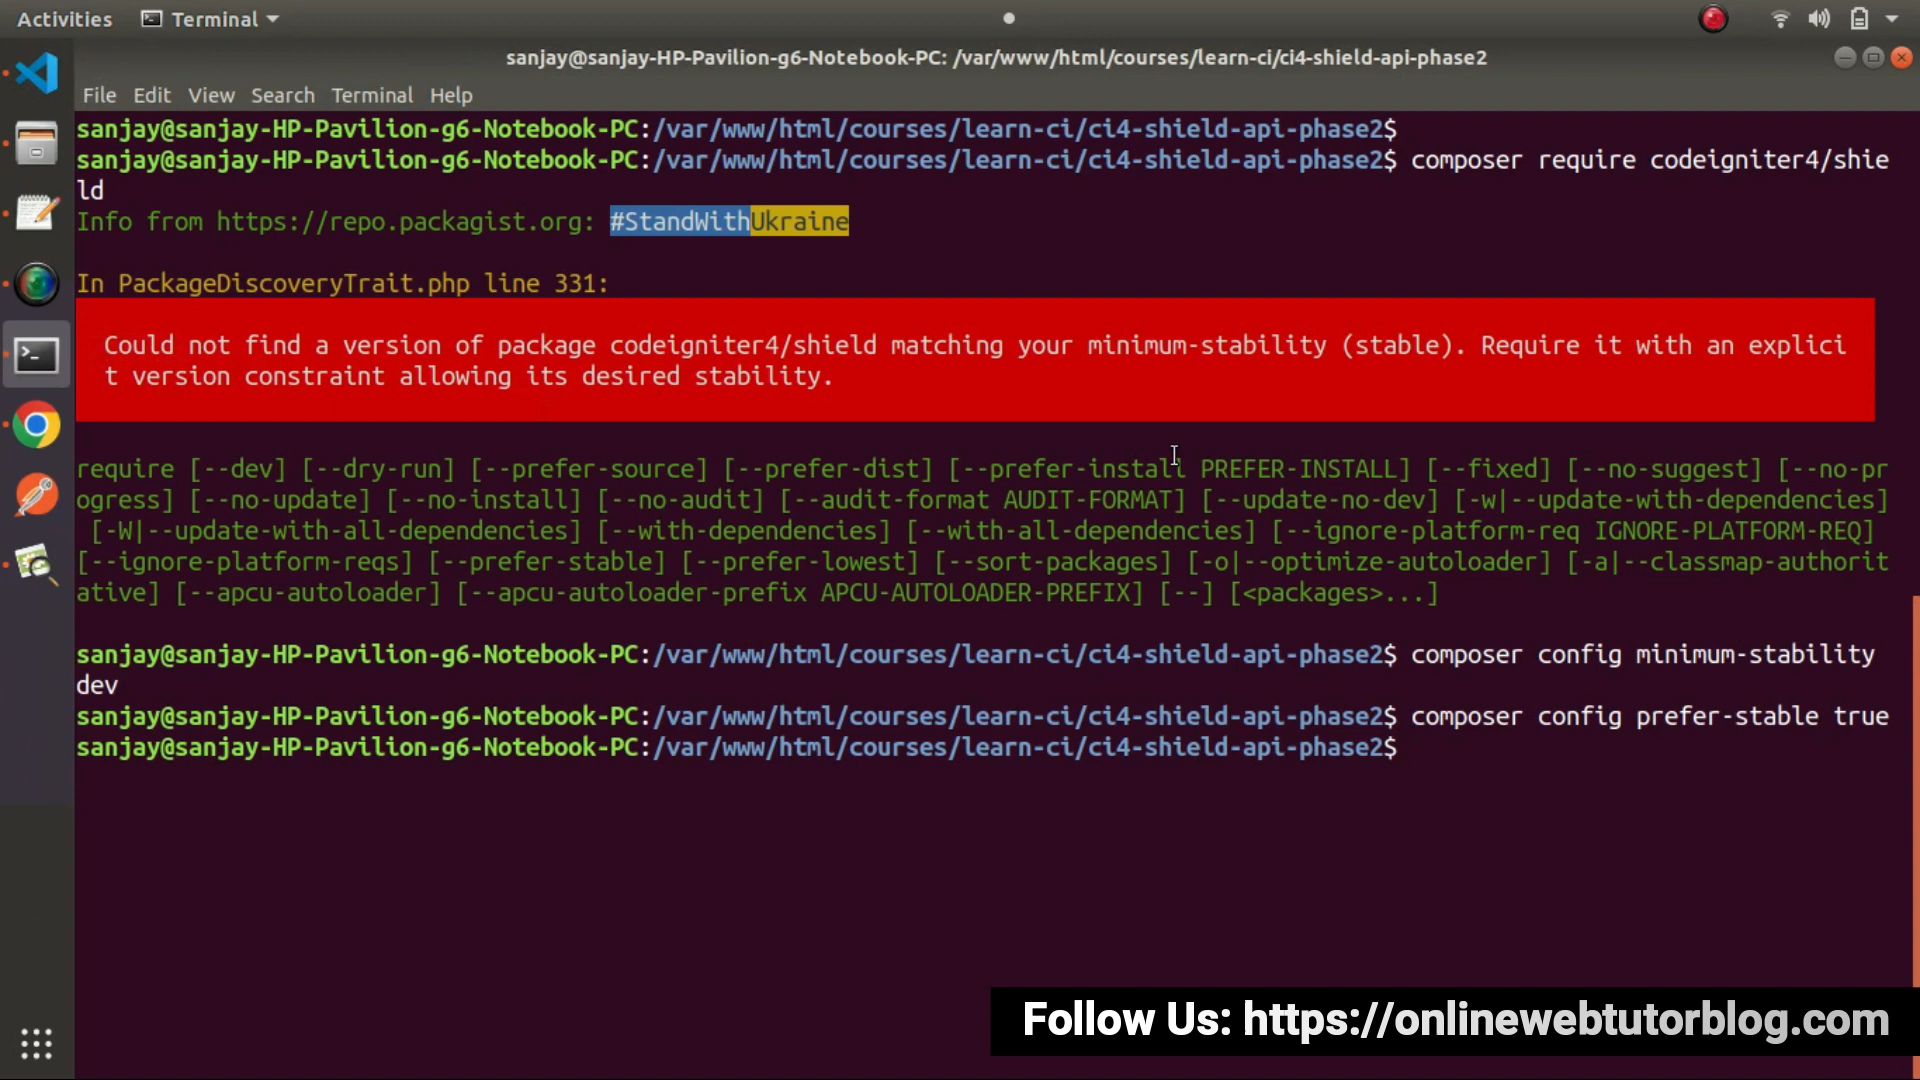 Activities Terminal
sanjay@sanjay-HP-Pavilion-g6-Notebook-PC: /var/www/html/courses/learn-ci/ci4-shield-api-phase2
File Edit View Search Terminal Help
sanjay@sanjay-HP-Pavilion-g6-Notebook-PC:/var/www/html/courses/learn-ci/ci4-shield-api-phase2$
sanjay@sanjay-HP-Pavilion-g6-Notebook-PC:/var/www/html/courses/learn-ci/ci4-shield-api-phase2$ composer require codeigniter4/shie
ld
Info from https://repo.packagist.org: #StandWithUkraine
In PackageDiscoveryTrait.php line 331:
Could not find a version of package codeigniter4/shield matching your minimum-stability (stable). Require it with an explici
t version constraint allowing its desired stability.
require [--dev] [--dry-run] [--prefer-source] [--prefer-dist] [--prefer-install PREFER-INSTALL] [--fixed] [--no-suggest] [--no-pr
ogress] [--no-update] [--no-install] [--no-audit] [--audit-format AUDIT-FORMAT] [--update-no-dev] [-w|--update-with-dependencies]
[-W|--update-with-all-dependencies] [--with-dependencies] [--with-all-dependencies] [--ignore-platform-req IGNORE-PLATFORM-REQ]
[--ignore-platform-reqs] [--prefer-stable] [--prefer-lowest] [--sort-packages] [-o|--optimize-autoloader] [-a|--classmap-authorit
ative] [--apcu-autoloader] [--apcu-autoloader-prefix APCU-AUTOLOADER-PREFIX] [--] [<packages>...]
sanjay@sanjay-HP-Pavilion-g6-Notebook-PC:/var/www/html/courses/learn-ci/ci4-shield-api-phase2$ composer config minimum-stability
dev
sanjay@sanjay-HP-Pavilion-g6-Notebook-PC:/var/www/html/courses/learn-ci/ci4-shield-api-phase2$ composer config prefer-stable true
sanjay@sanjay-HP-Pavilion-g6-Notebook-PC:/var/www/html/courses/learn-ci/ci4-shield-api-phase2$
Follow Us: https://onlinewebtutorblog.com